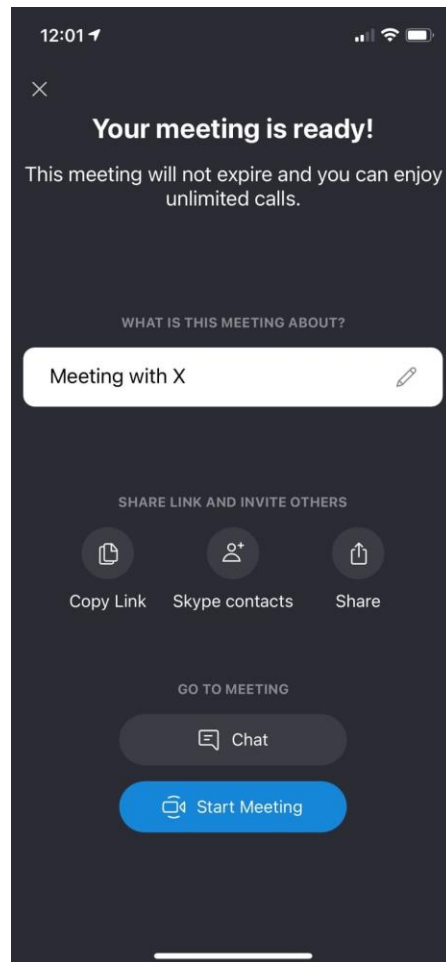 12:01
Your meeting is ready!
This meeting will not expire and you can enjoy
unlimited calls.
WHAT IS THIS MEETING ABOUT?
Meeting with X
SHARE LINK AND INVITE OTHERS
Copy Link Skype contacts Share
GO TO MEETING
Chat
Start Meeting